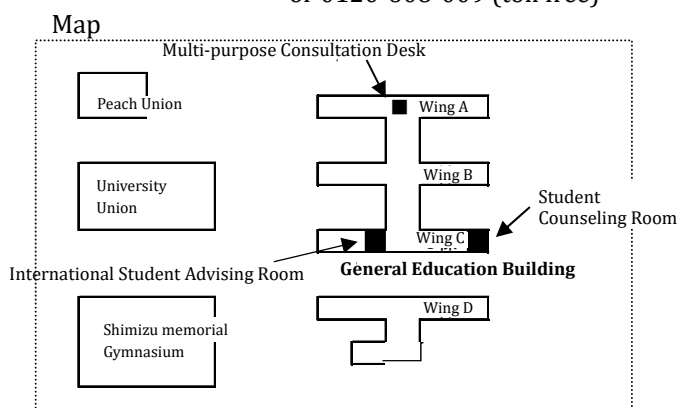 Map
Multi-purpose Consultation Desk
Peach Union
Wing A
University
Union
Wing B
Student
Counseling Room
Wing C
International Student Advising Room
General Education Building
Shimizu memorial
Gymnasium
Wing D